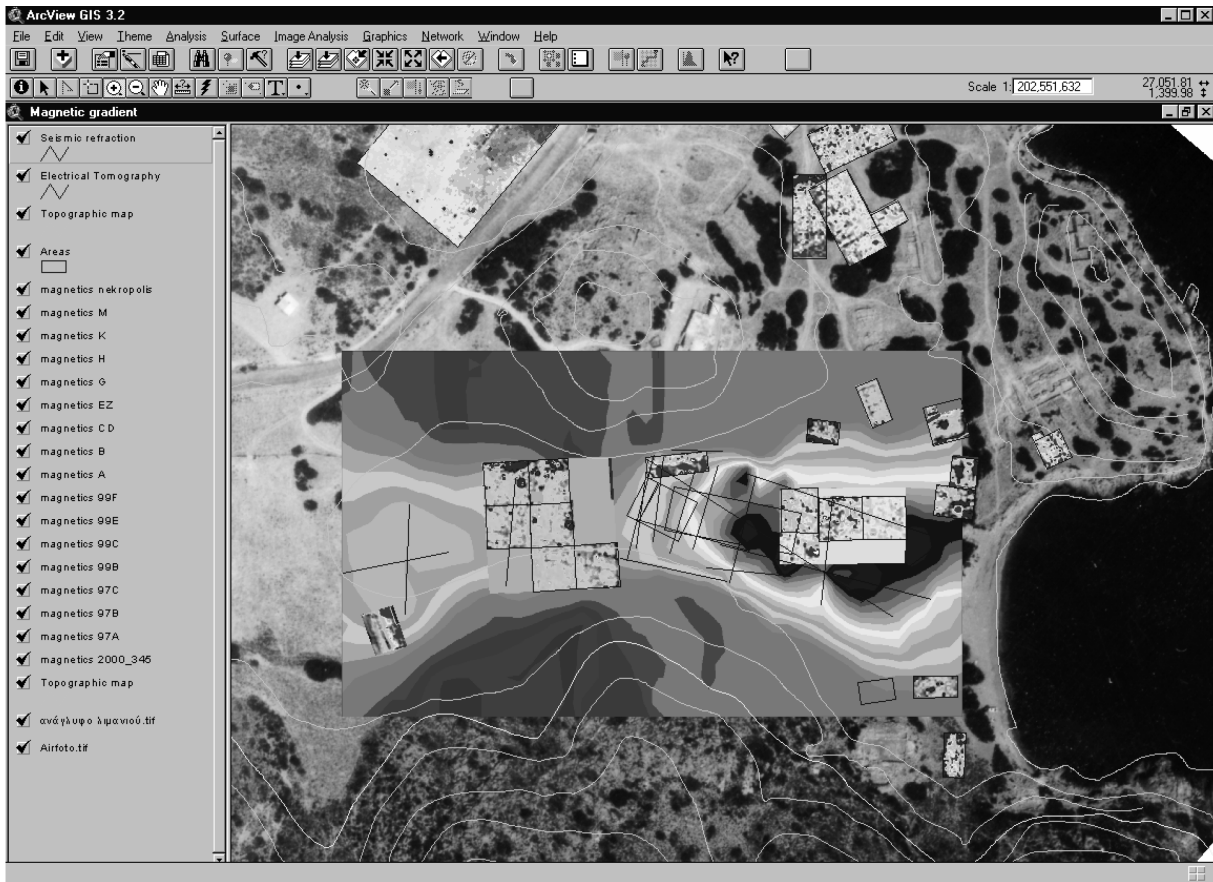 ArcView GIS 3.2
File Edit View Theme Analysis Surface Image Analysis Graphics Network Window Help
Scale 1: 202,551,632
27,051.81
1,399.98
Magnetic gradient
Seismic refraction
Electrical Tomography
Topographic map
Areas
magnetics nekropolis
magnetics M
magnetics K
magnetics H
magnetics G
magnetics EZ
magnetics CD
magnetics B
magnetics A
magnetics 99F
magnetics 99E
magnetics 99C
magnetics 99B
magnetics 97C
magnetics 97B
magnetics 97A
magnetics 2000_345
Topographic map
ανάγλυφο λιμανιού.tif
Airfoto.tif